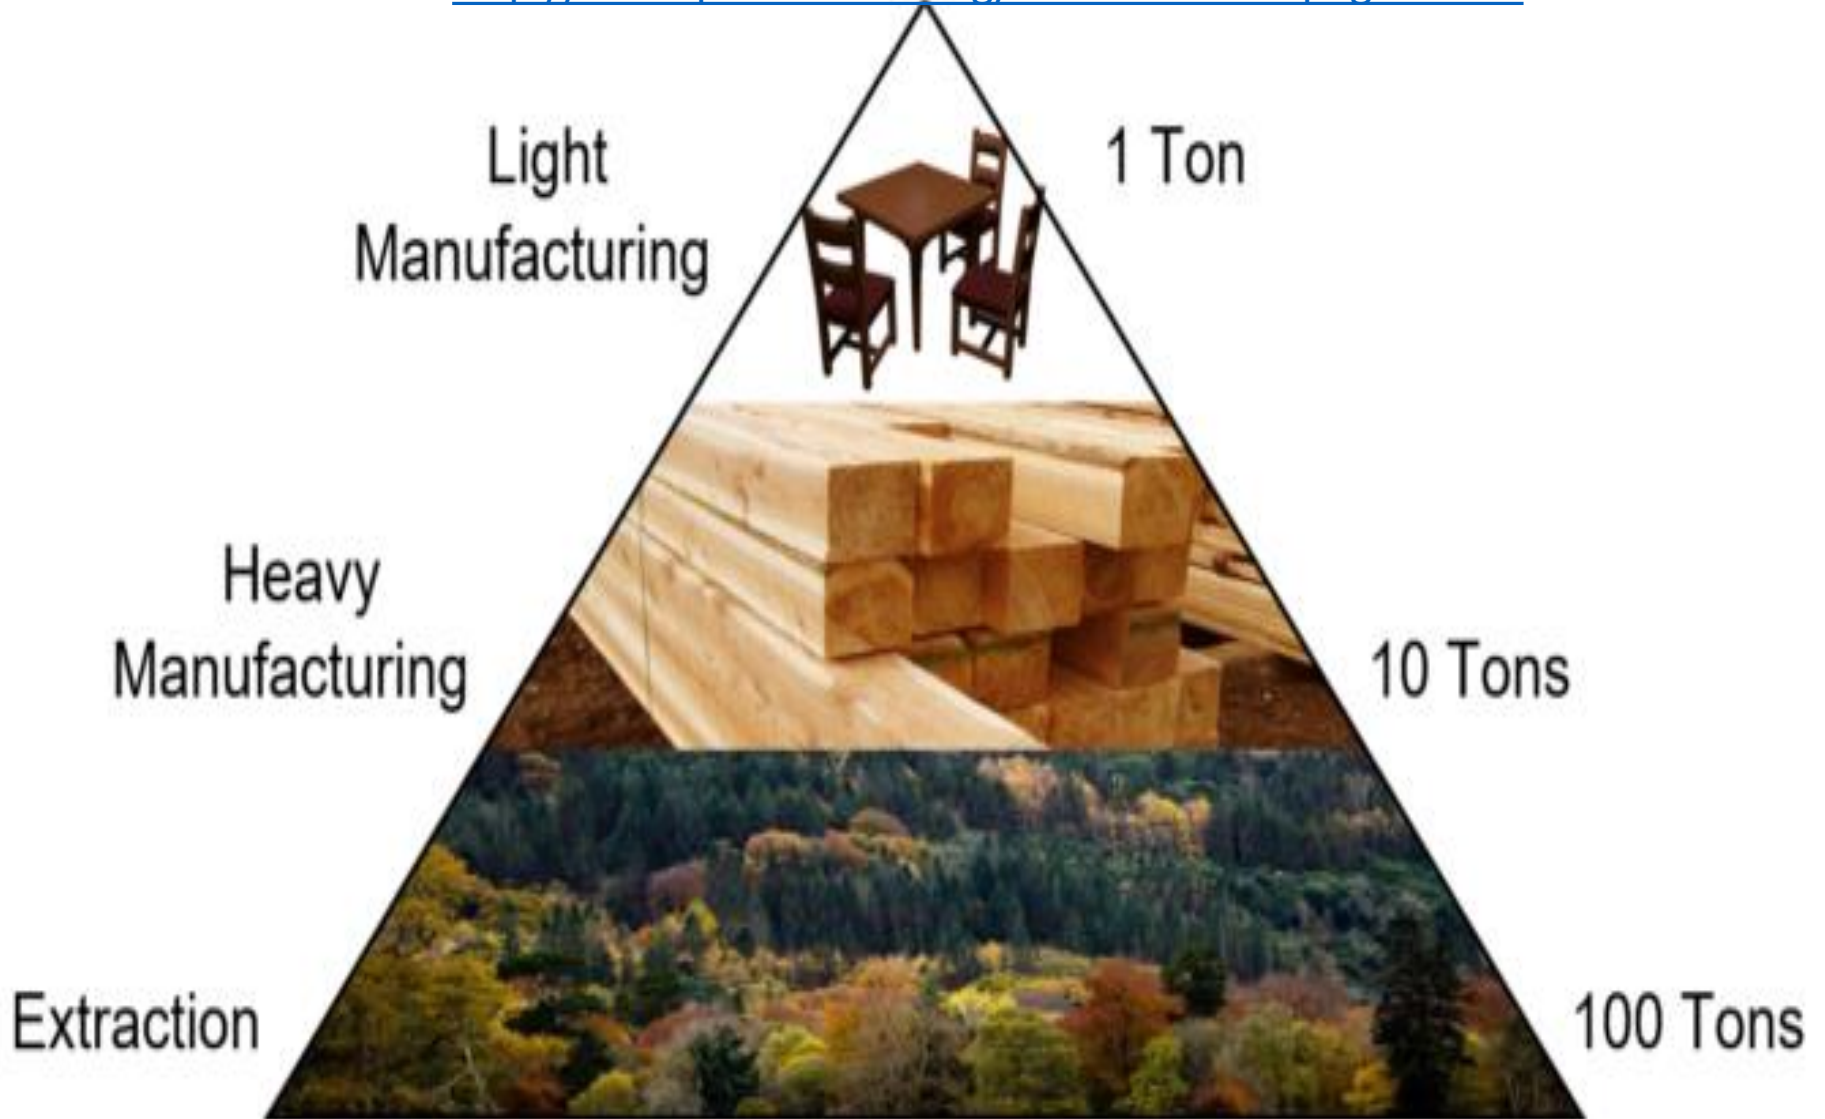 Light
Manufacturing
1 Ton
Heavy
Manufacturing
10 Tons
Extraction
100 Tons